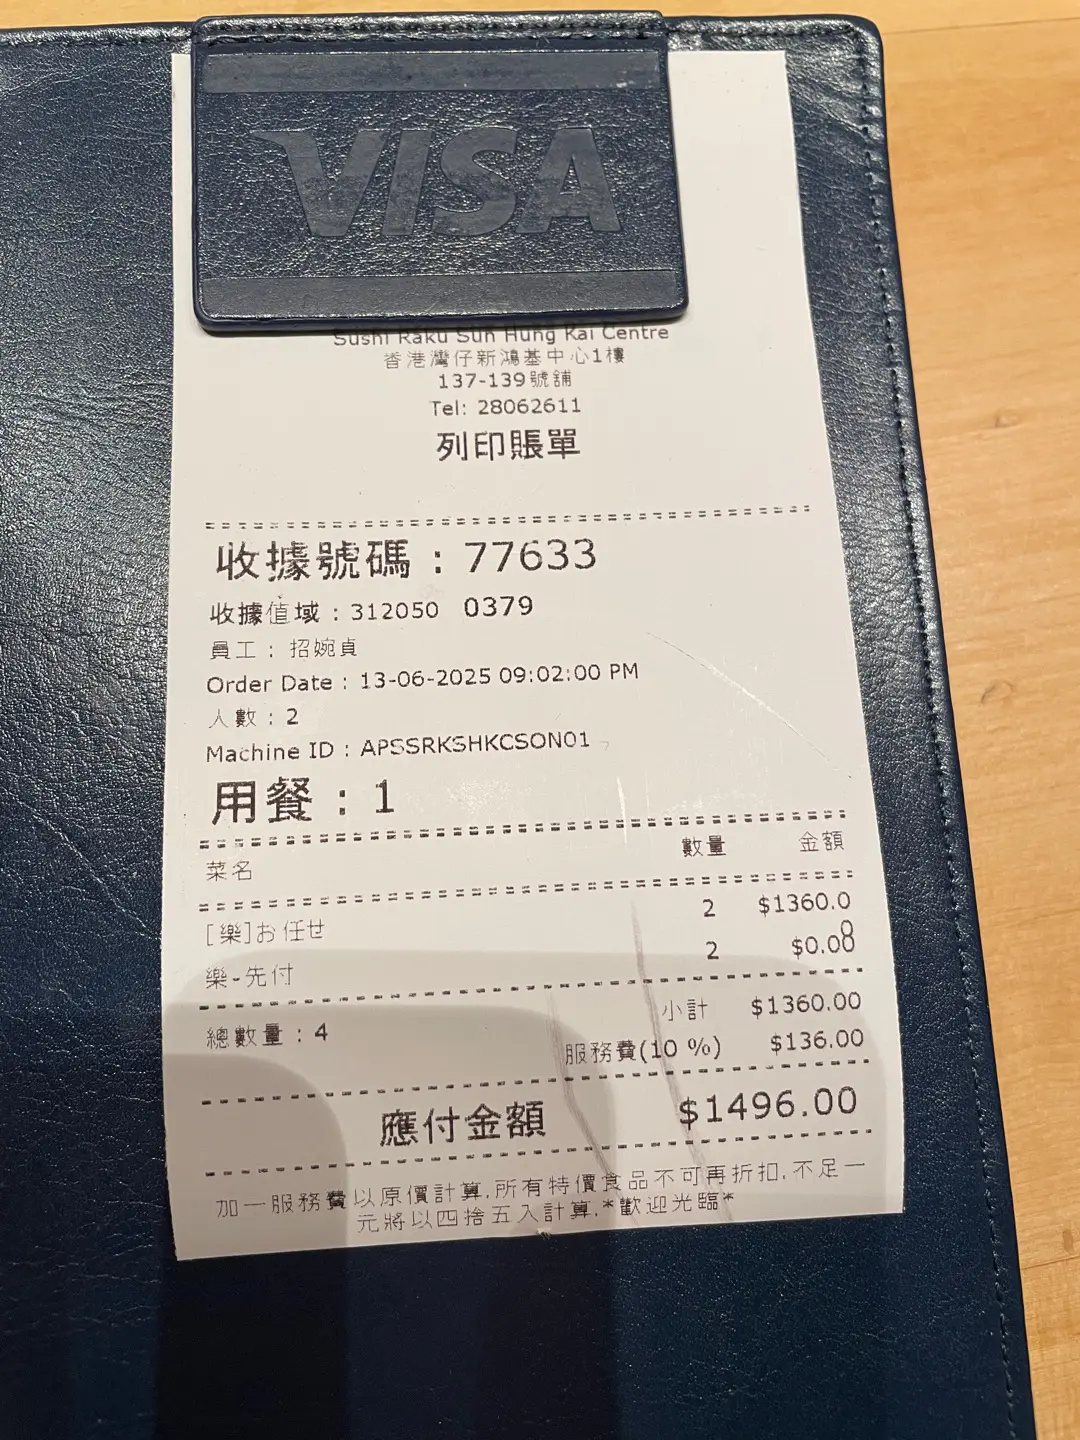 VISA
Sushi Raku Sun Hung Kai Centre
香港灣仔新鴻基中心1樓
137-139號舖
Tel: 28062611
列印賬單
收據號碼 : 77633
收據值域 : 312050 0379
員工 : 招婉貞
Order Date : 13-06-2025 09:02:00 PM
人數 : 2
Machine ID : APSSRKSHKCSON01
用餐 : 1
菜名 數量 金額
[樂]お任せ 2 $1360.0
0
樂-先付 2 $0.00
總數量 : 4
小計 $1360.00
服務費(10 %) $136.00
應付金額 $1496.00
加一服務費以原價計算,所有特價食品不可再折扣,不足一
元將以四捨五入計算,*歡迎光臨*